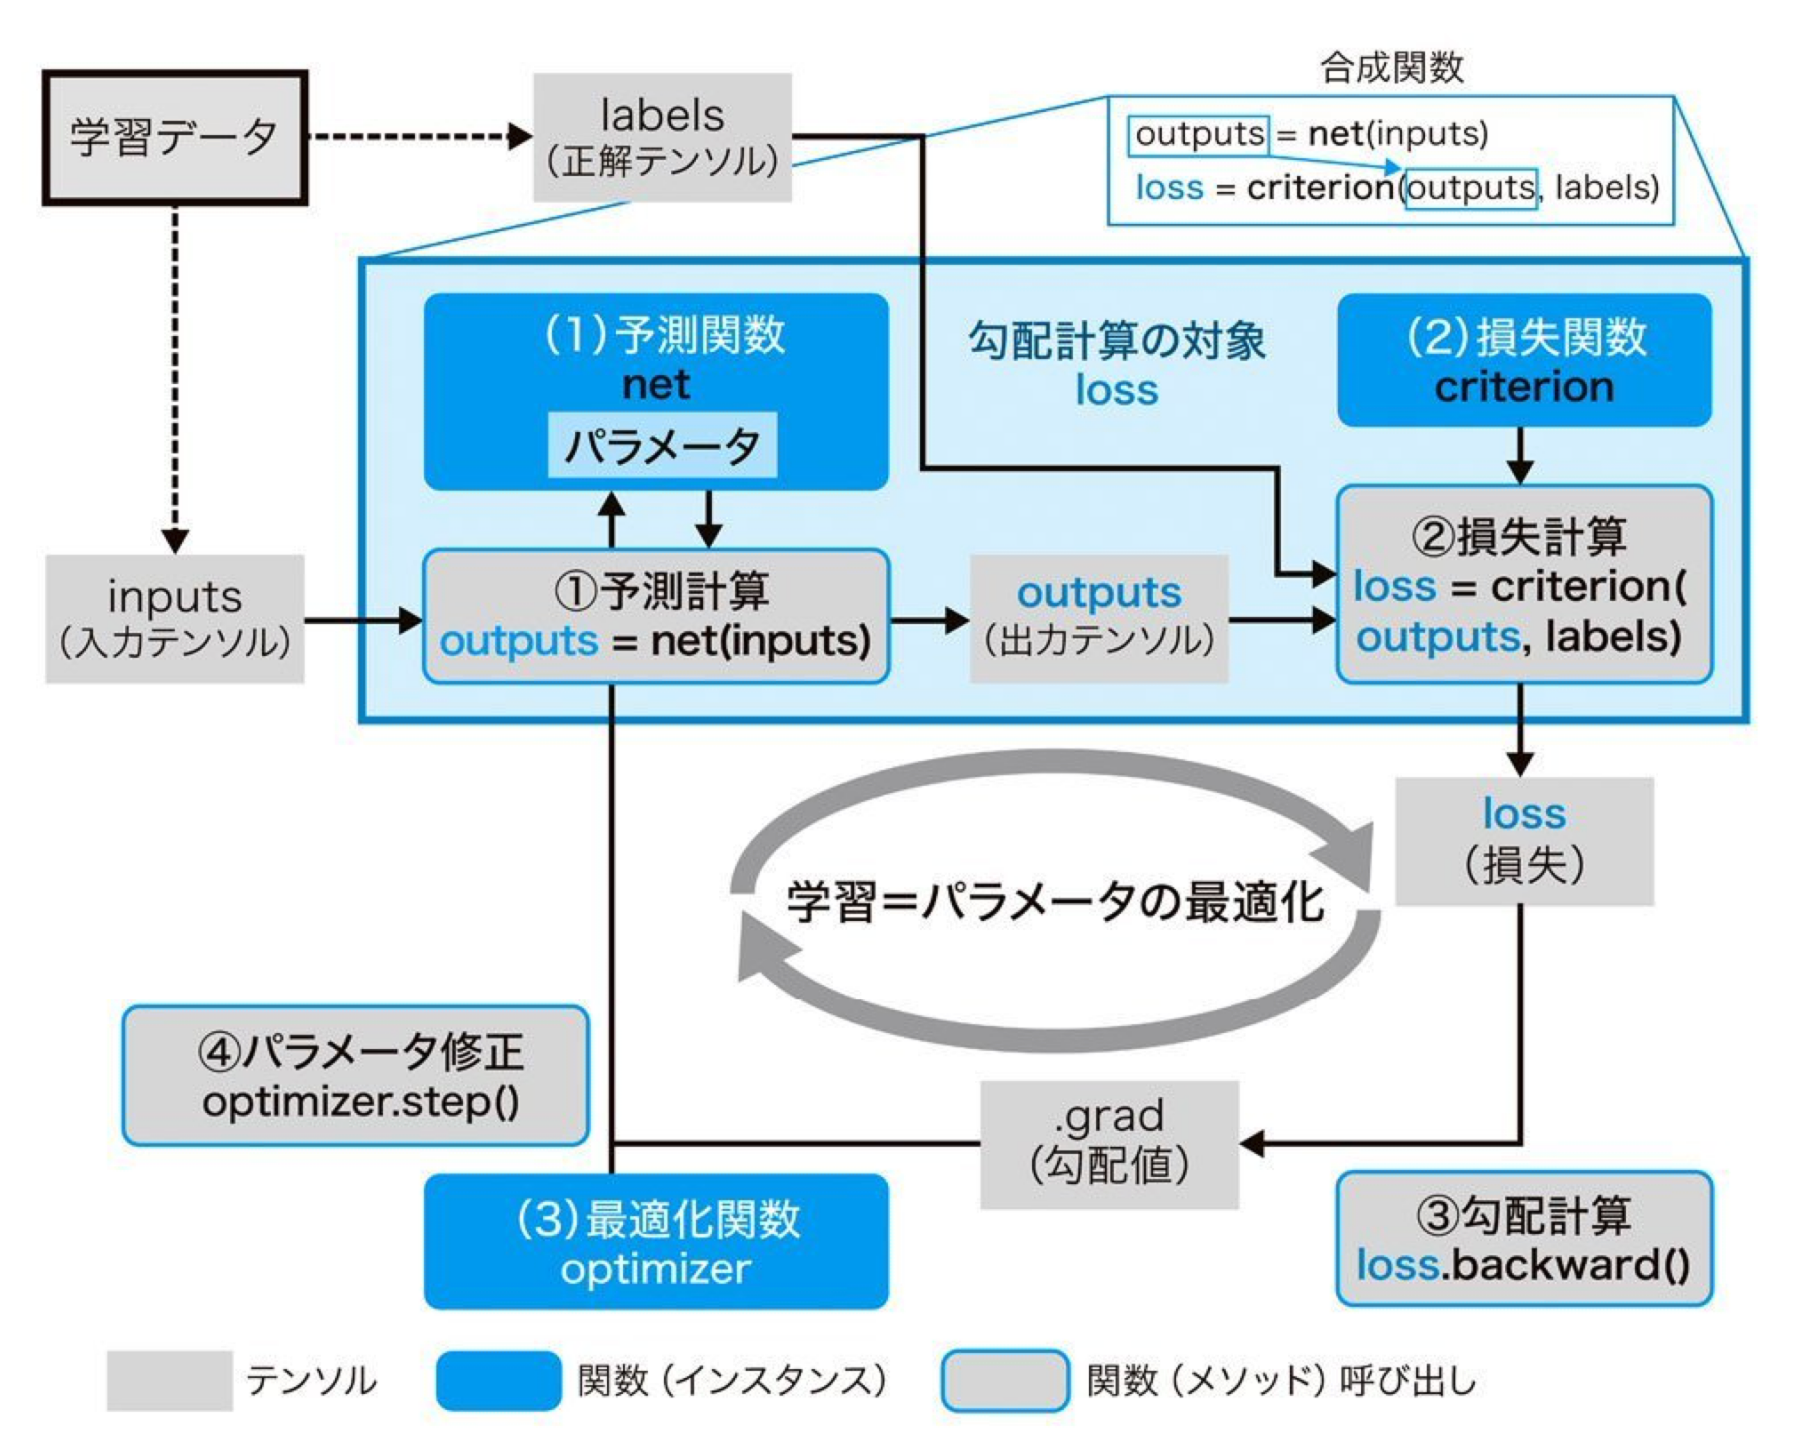 合成関数
学習データ
labels
（正解テンソル）
outputs = net(inputs)
loss = criterion(outputs, labels)
（1）予測関数
net
パラメータ
勾配計算の対象
loss
（2）損失関数
criterion
inputs
（入力テンソル）
①予測計算
outputs = net(inputs)
outputs
（出力テンソル）
②損失計算
loss = criterion(
outputs, labels)
loss
（損失）
学習＝パラメータの最適化
④パラメータ修正
optimizer.step()
.grad
（勾配値）
（3）最適化関数
optimizer
③勾配計算
loss.backward()
テンソル
関数（インスタンス）
関数（メソッド）呼び出し